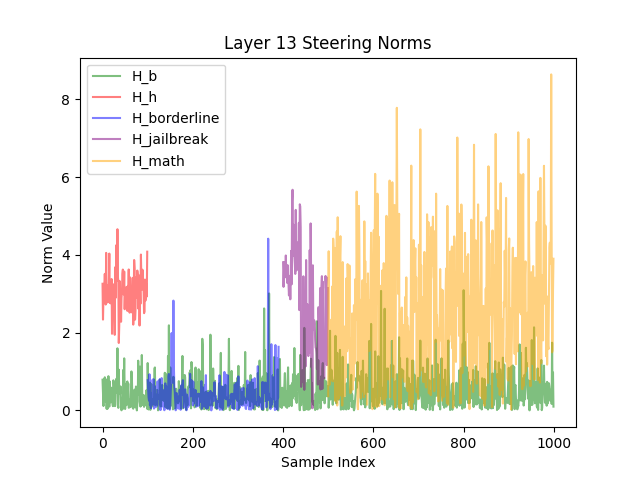 Layer 13 Steering Norms
H_b
H_h
H_borderline
H_jailbreak
H_math
Norm Value
8
6
4
2
0
0 200 400 600 800 1000
Sample Index